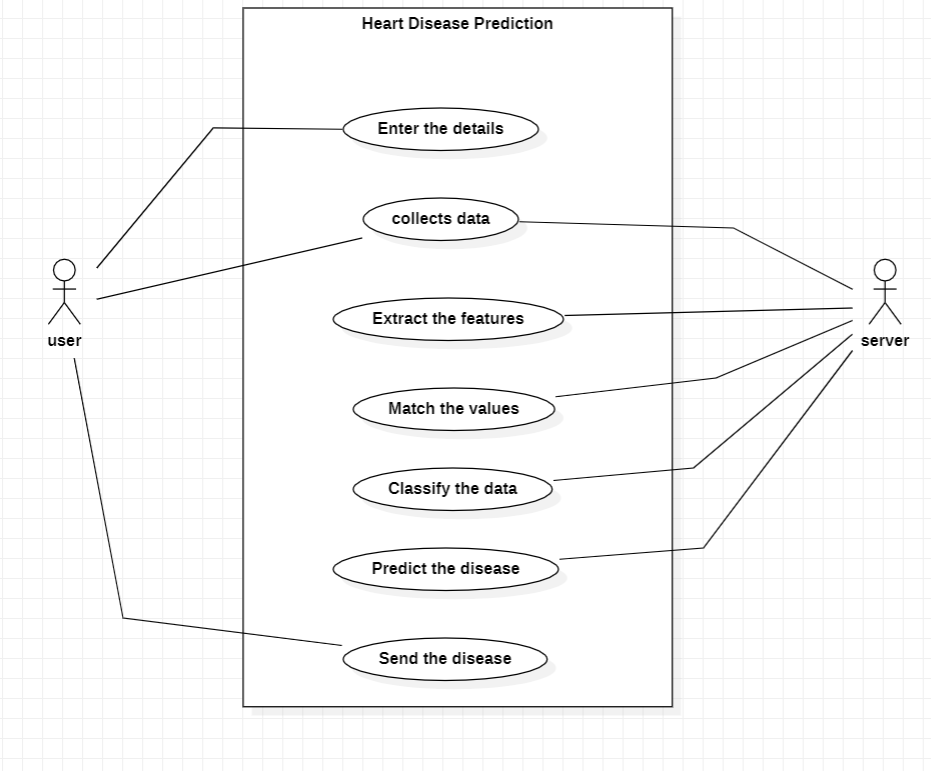 Heart Disease Prediction
Enter the details
collects data
Extract the features
Match the values
Classify the data
Predict the disease
Send the disease
user
server